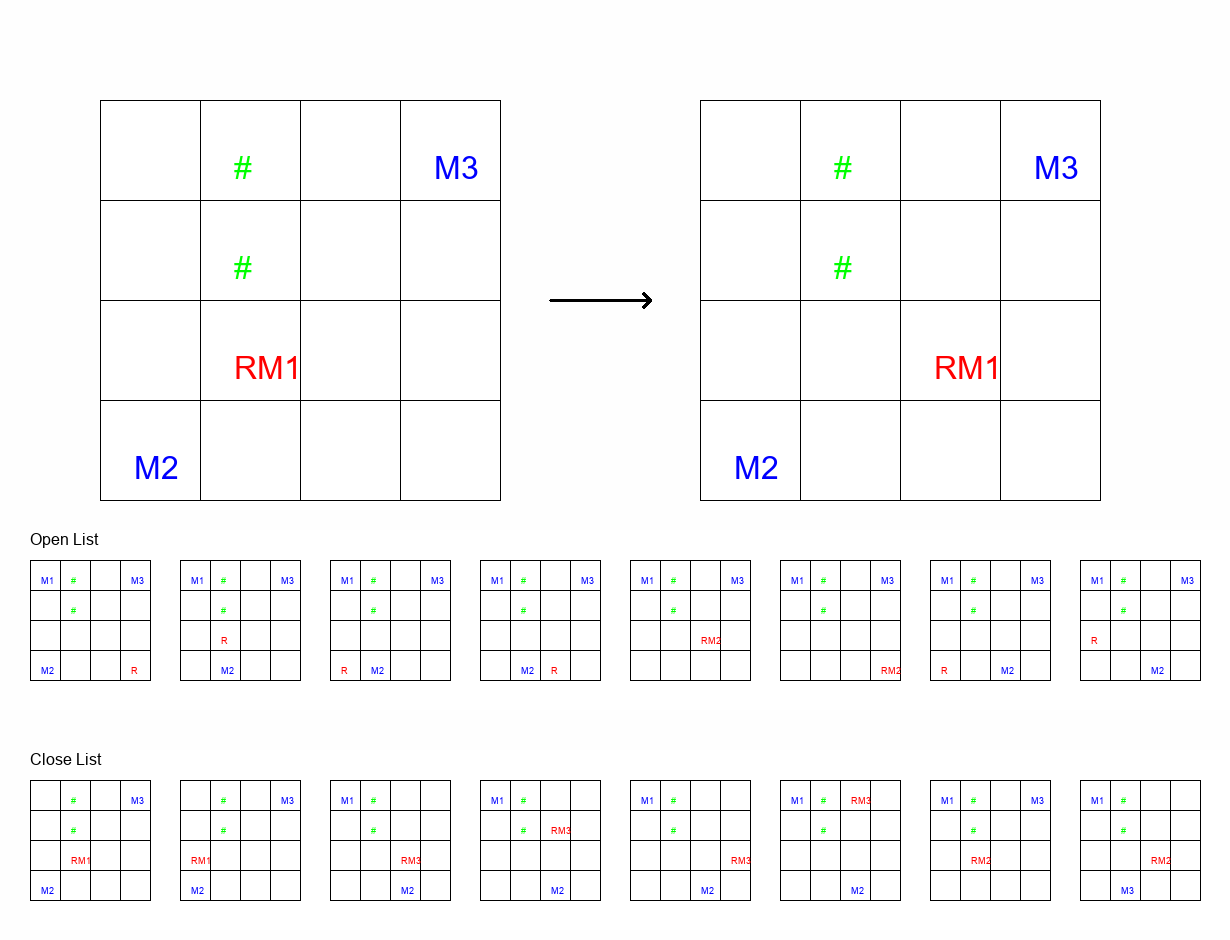 # M3 # M3
# #
RM1 RM1
M2 M2
Open List
M1 # M3 M1 # M3 M1 # M3 M1 # M3 M1 # M3 # M3 M1 # M3 M1 # M3
# # # # # # # #
R RM2 R
M2 R M2 R M2 M2 R RM2 R M2 M2
Close List
# M3 # M3 M1 # M1 # M1 # M1 # RM3 M1 # M3 M1 #
# # # # RM3 # # # #
RM1 RM1 RM3 RM3 RM2 RM2
M2 M2 M2 M2 M2 M2 M3